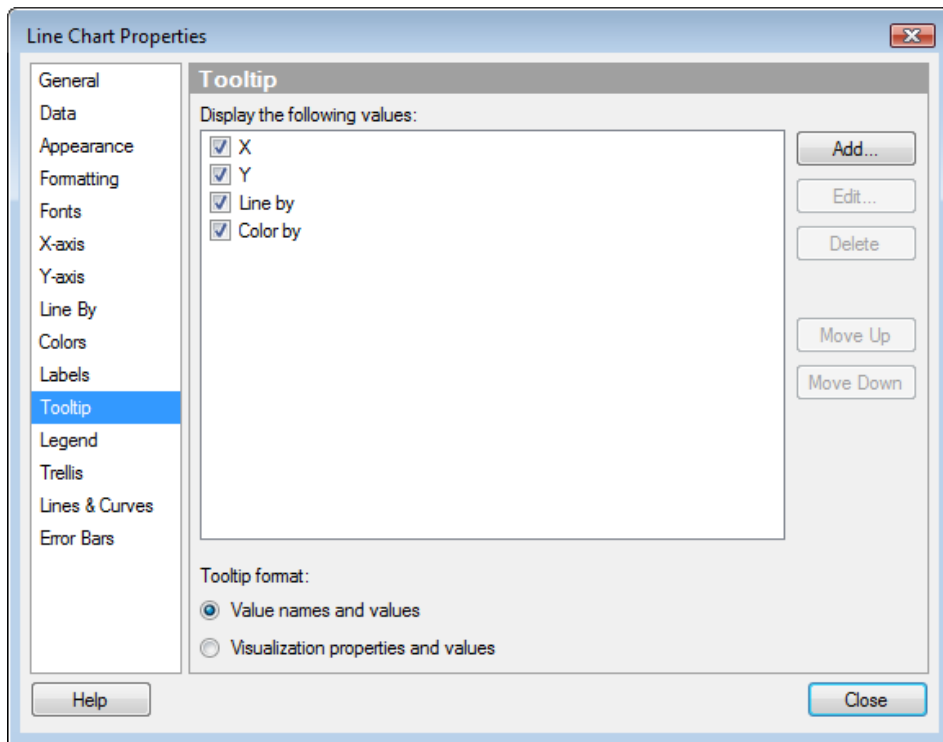 Line Chart Properties
General
Data
Appearance
Formatting
Fonts
X-axis
Y-axis
Line By
Colors
Labels
Tooltip
Legend
Trellis
Lines & Curves
Error Bars
Tooltip
Display the following values:
X
Y
Line by
Color by
Add...
Edit...
Delete
Move Up
Move Down
Tooltip format:
Value names and values
Visualization properties and values
Help
Close